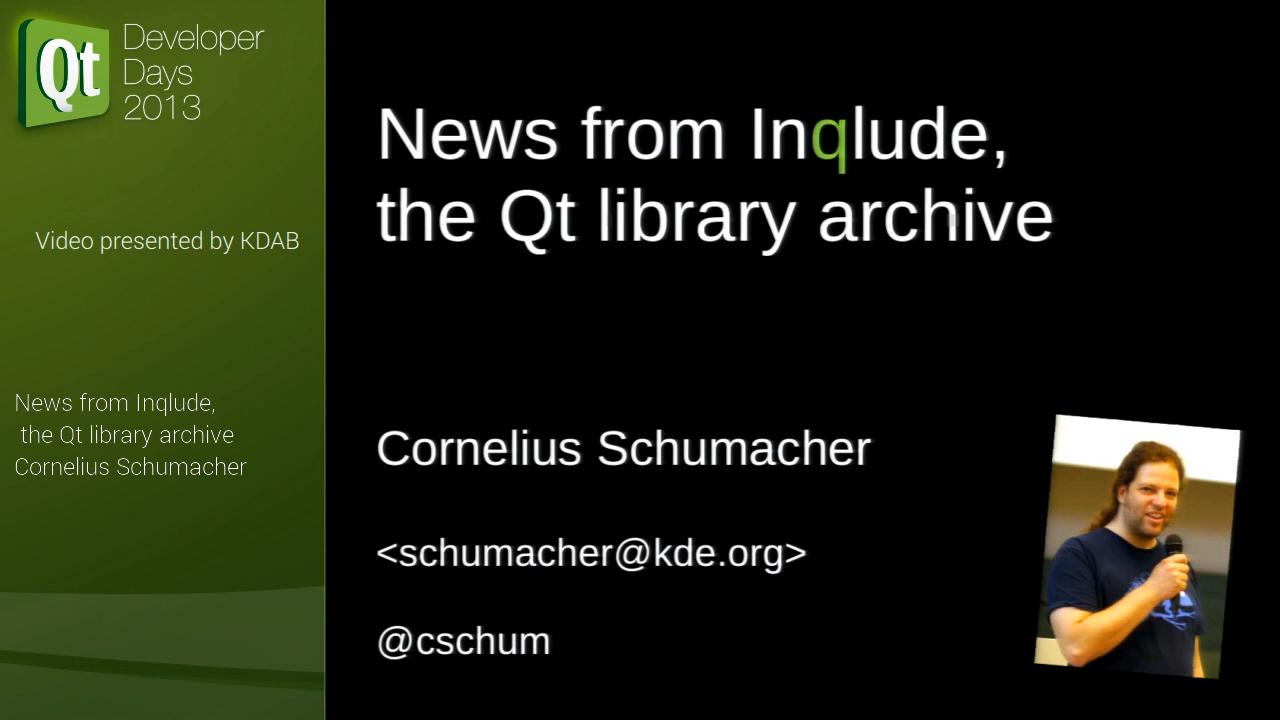 Qt
Developer
Days
2013
Video presented by KDAB
News from Inqlude,
the Qt library archive
Cornelius Schumacher
News from Inqlude,
the Qt library archive
Cornelius Schumacher
<schumacher@kde.org>
@cschum